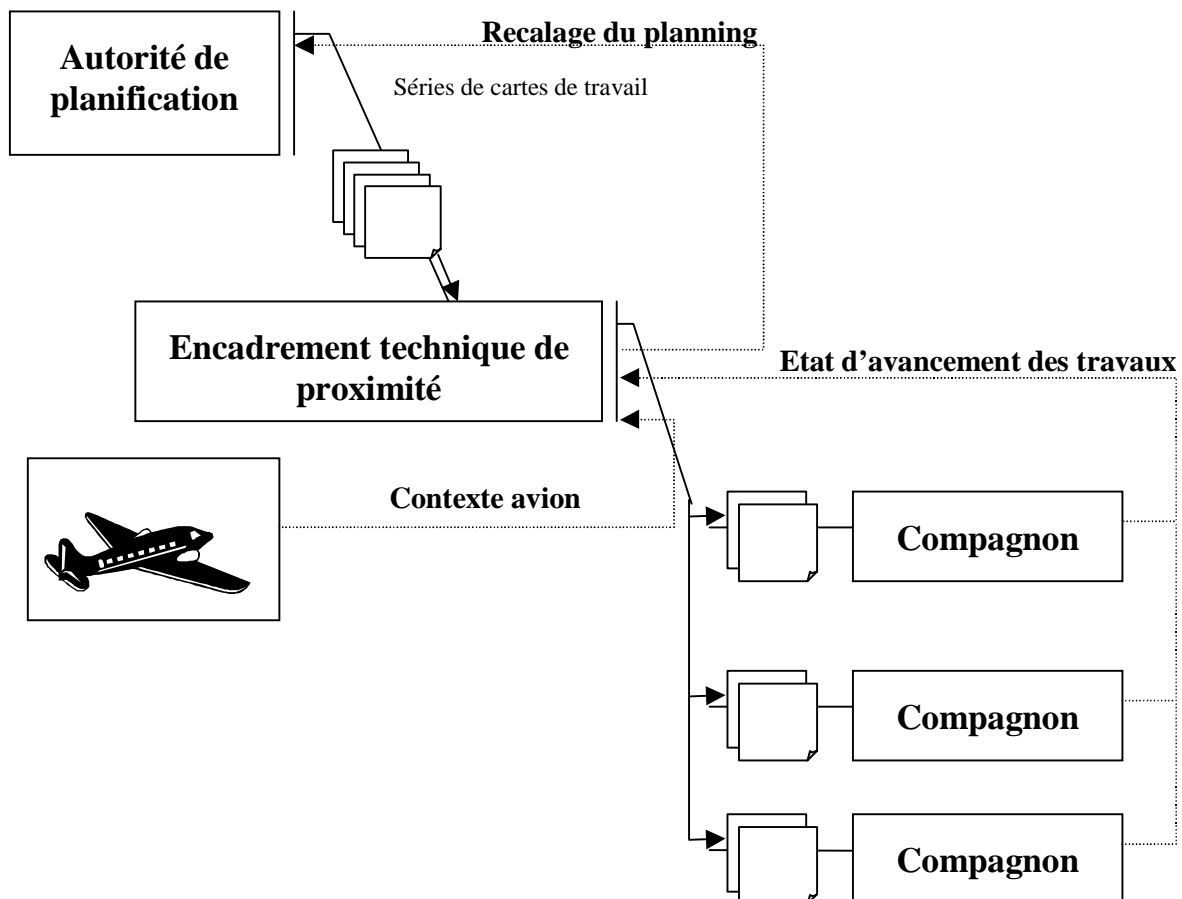 Recalage du planning
Autorité de
planification
Séries de cartes de travail
Encadrement technique de
proximité
Etat d’avancement des travaux
Contexte avion
Compagnon
Compagnon
Compagnon